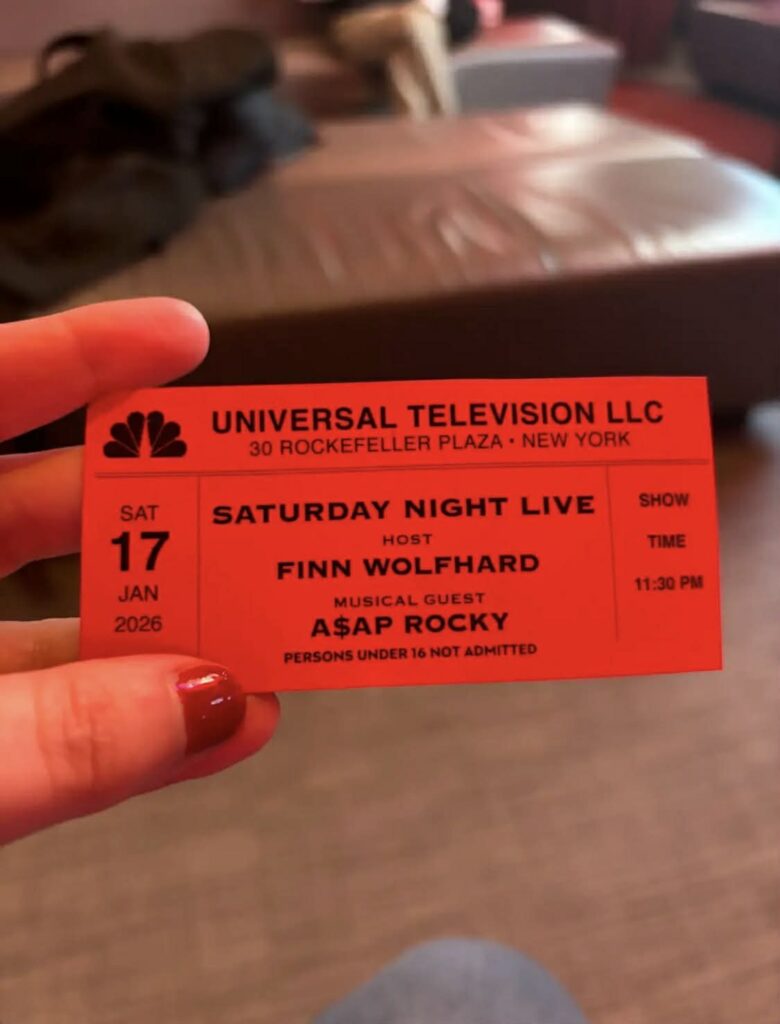 UNIVERSAL TELEVISION LLC
30 ROCKEFELLER PLAZA • NEW YORK
SAT
17
JAN
2026
SATURDAY NIGHT LIVE
HOST
FINN WOLFHARD
MUSICAL GUEST
A$AP ROCKY
PERSONS UNDER 16 NOT ADMITTED
SHOW
TIME
11:30 PM